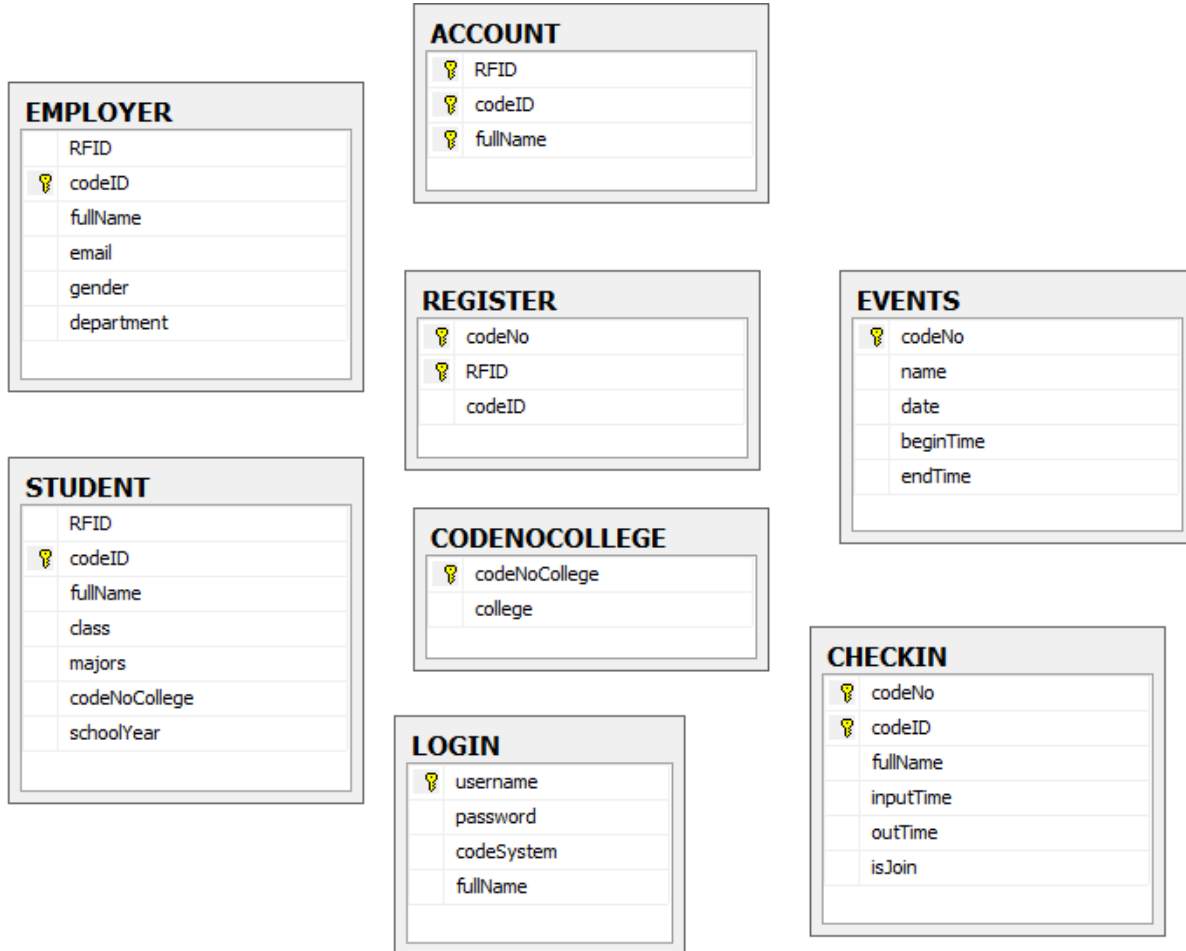 ACCOUNT
RFID
codeID
fullName
EMPLOYER
RFID
codeID
fullName
email
gender
department
REGISTER
codeNo
RFID
codeID
EVENTS
codeNo
name
date
beginTime
endTime
STUDENT
RFID
codeID
fullName
class
majors
codeNoCollege
schoolYear
CODENOCOLLEGE
codeNoCollege
college
CHECKIN
codeNo
codeID
fullName
inputTime
outTime
isJoin
LOGIN
username
password
codeSystem
fullName